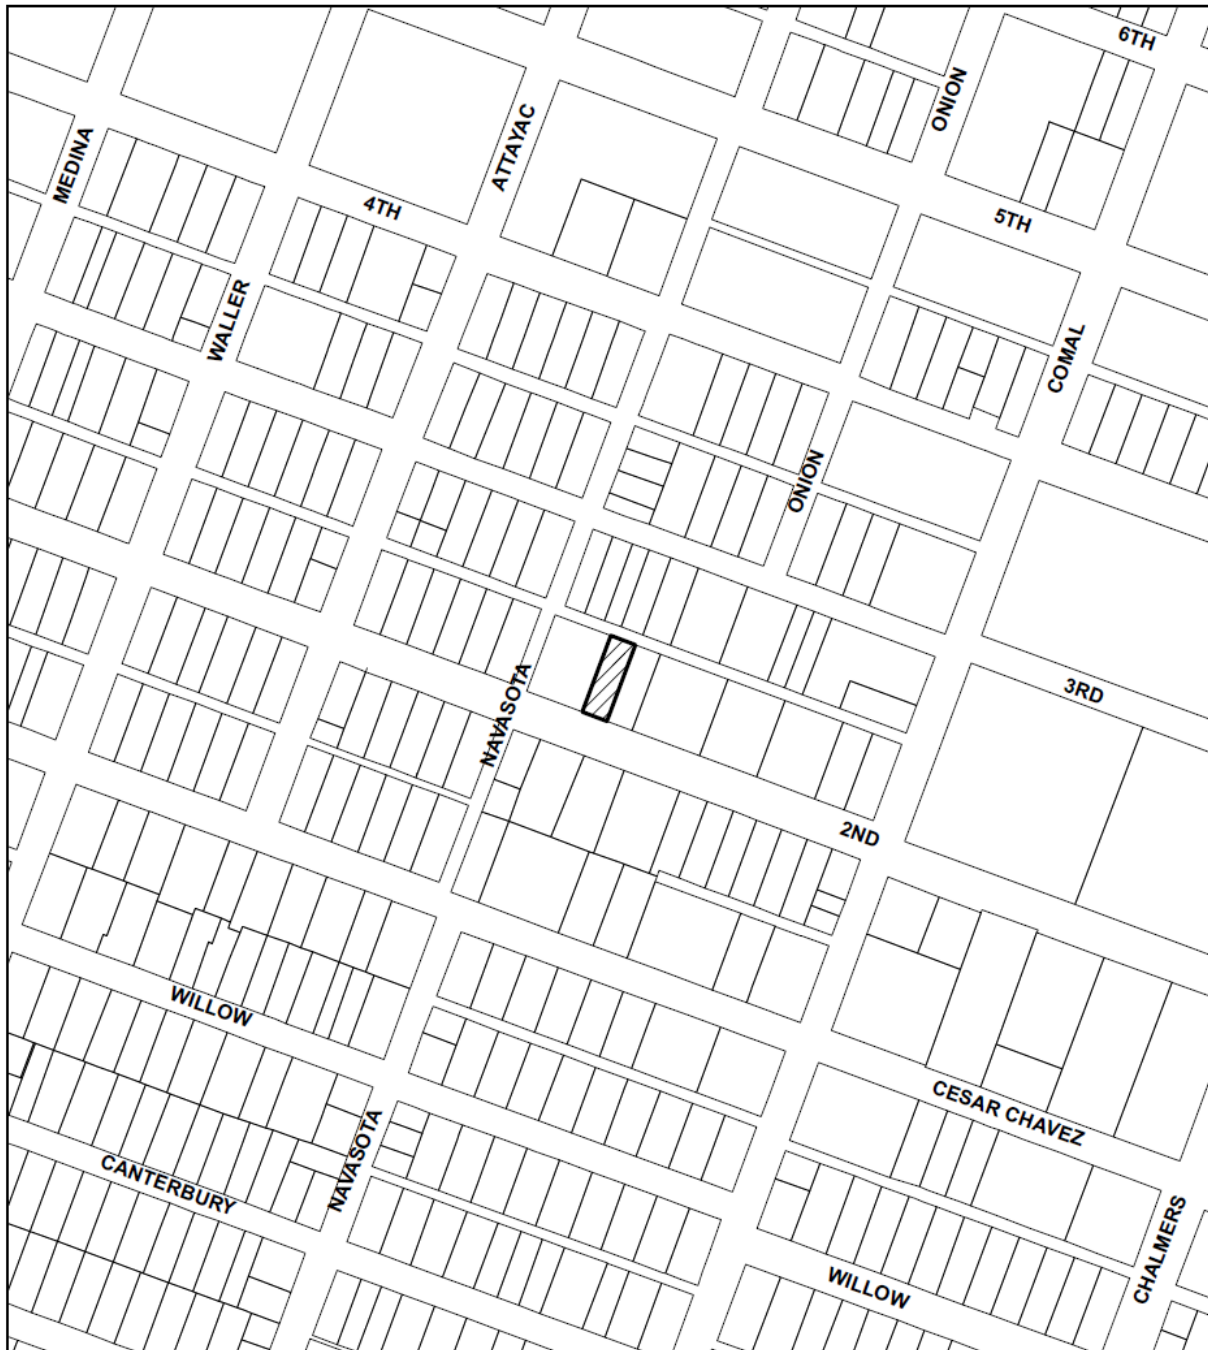 6TH
ONION
ATTAYAC
MEDINA
4TH
5TH
WALLER
COMAL
ONION
3RD
NAVASOTA
2ND
WILLOW
CESAR CHAVEZ
NAVASOTA
CANTERBURY
CHALMERS
WILLOW